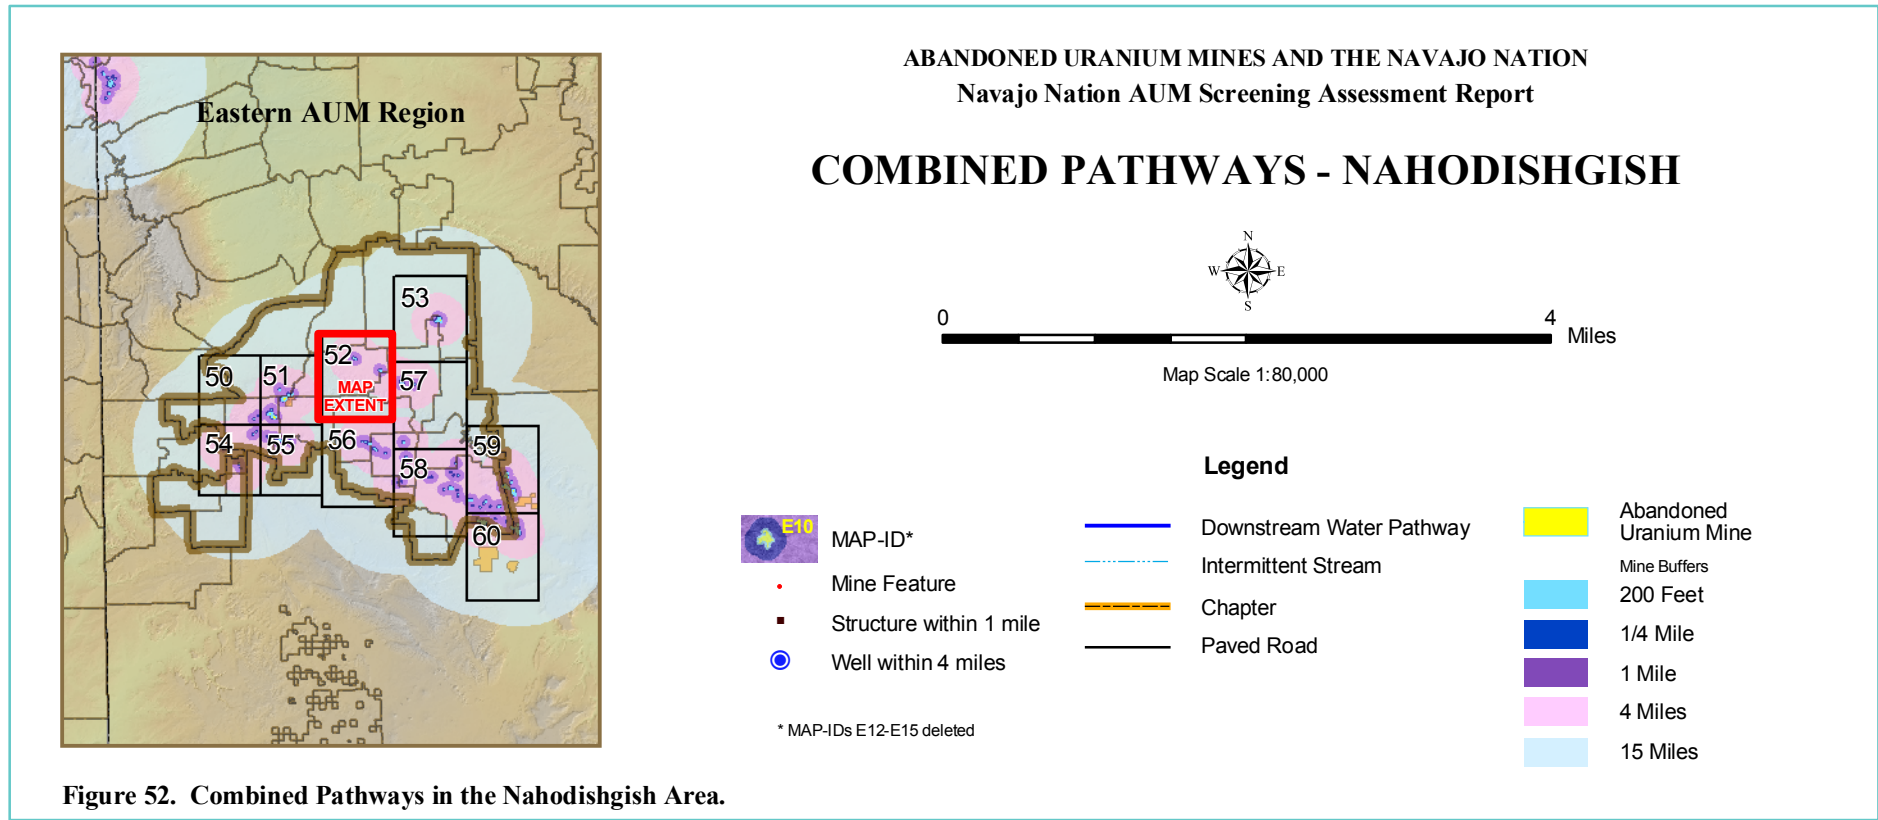 Eastern AUM Region
53
52
MAP
EXTENT
50
51
57
54
55
56
58
59
60
ABANDONED URANIUM MINES AND THE NAVAJO NATION
Navajo Nation AUM Screening Assessment Report
COMBINED PATHWAYS - NAHODISHGISH
N
W E
S
0 4
Miles
Map Scale 1:80,000
Legend
E10
MAP-ID*
Mine Feature
Structure within 1 mile
Well within 4 miles
* MAP-IDs E12-E15 deleted
Downstream Water Pathway
Intermittent Stream
Chapter
Paved Road
Abandoned
Uranium Mine
Mine Buffers
200 Feet
1/4 Mile
1 Mile
4 Miles
15 Miles
Figure 52. Combined Pathways in the Nahodishgish Area.